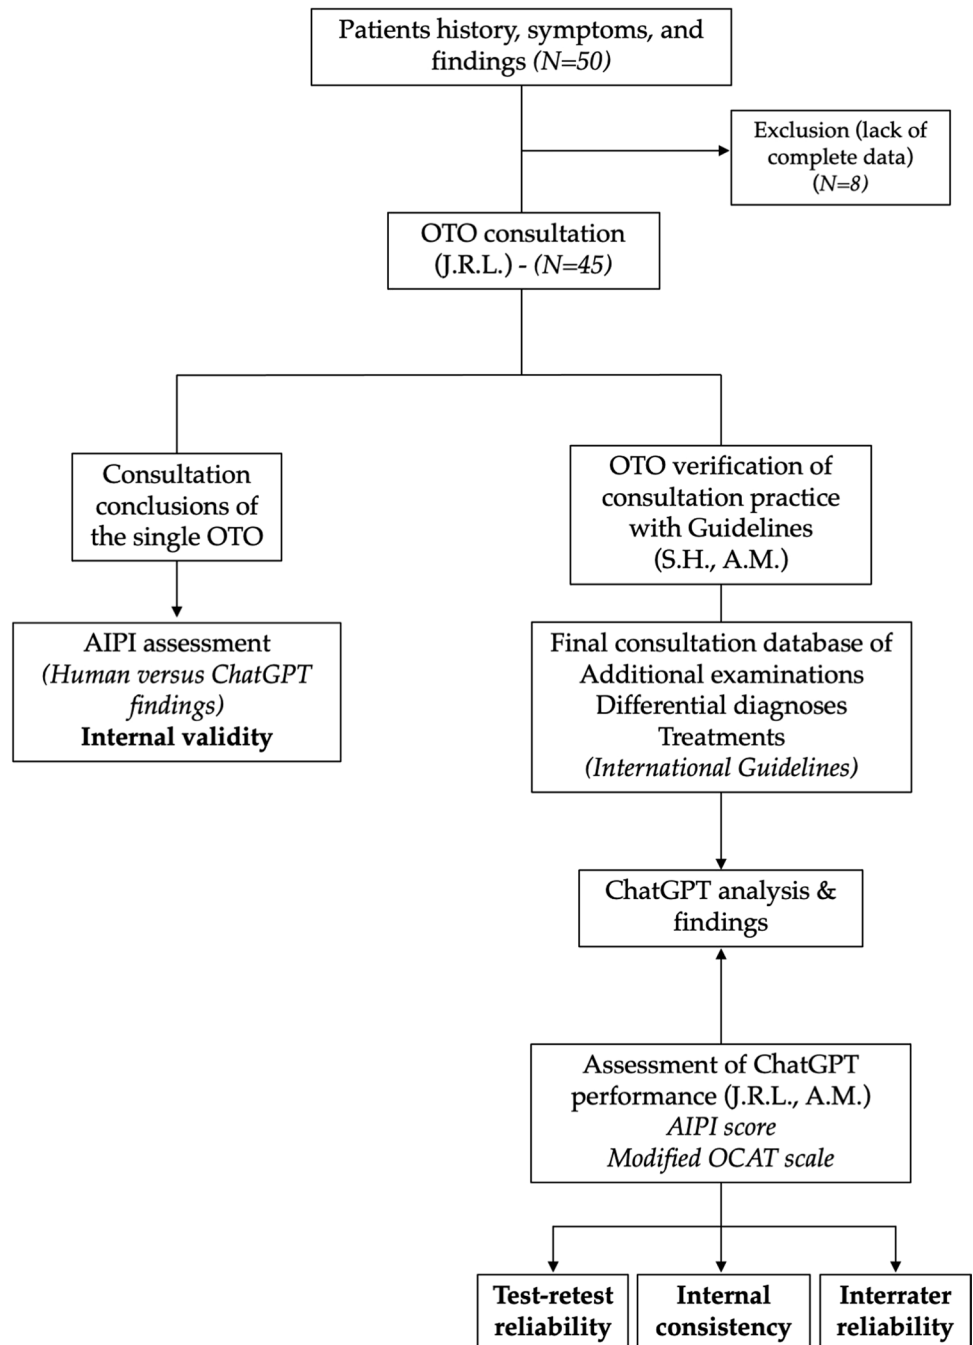 Patients history, symptoms, and
findings (N=50)
Exclusion (lack of
complete data)
(N=8)
OTO consultation
(J.R.L.) - (N=45)
Consultation
conclusions of
the single OTO
OTO verification of
consultation practice
with Guidelines
(S.H., A.M.)
AIPI assessment
(Human versus ChatGPT
findings)
Internal validity
Final consultation database of
Additional examinations
Differential diagnoses
Treatments
(International Guidelines)
ChatGPT analysis &
findings
Assessment of ChatGPT
performance (J.R.L., A.M.)
AIPI score
Modified OCAT scale
Test-retest
reliability
Internal
consistency
Interrater
reliability